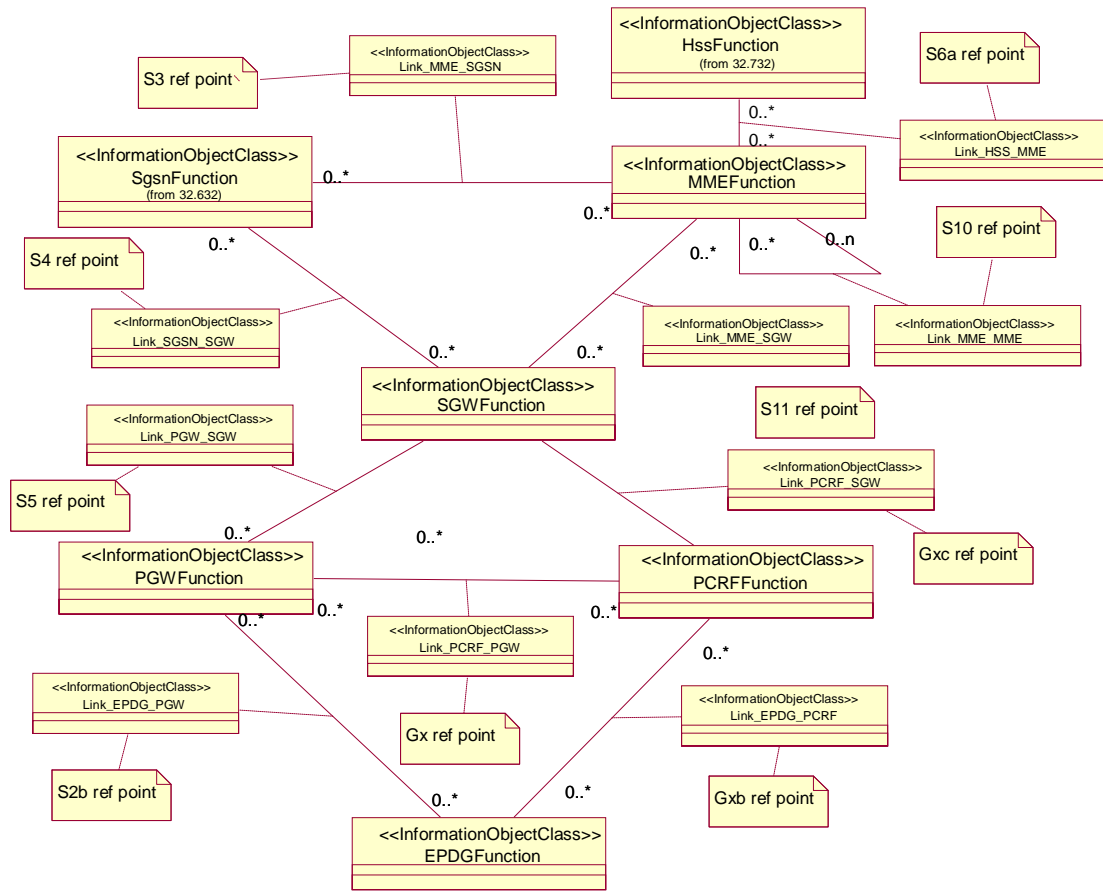 <<InformationObjectClass>>
HssFunction
(from 32.732)
<<InformationObjectClass>>
Link_MME_SGSN
S3 ref point
S6a ref point
0..*
0..*
<<InformationObjectClass>>
Link_HSS_MME
<<InformationObjectClass>>
SgsnFunction
(from 32.632)
0..*
<<InformationObjectClass>>
MMEFunction
0..*
0..*
0..*
0..*
0..n
S10 ref point
S4 ref point
<<InformationObjectClass>>
Link_SGSN_SGW
<<InformationObjectClass>>
Link_MME_SGW
<<InformationObjectClass>>
Link_MME_MME
0..*
0..*
<<InformationObjectClass>>
SGWFunction
S11 ref point
<<InformationObjectClass>>
Link_PGW_SGW
<<InformationObjectClass>>
Link_PCRF_SGW
S5 ref point
0..*
0..*
Gxc ref point
<<InformationObjectClass>>
PGWFunction
<<InformationObjectClass>>
PCRFFunction
0..*
0..*
0..*
<<InformationObjectClass>>
Link_PCRF_PGW
0..*
<<InformationObjectClass>>
Link_EPDG_PGW
<<InformationObjectClass>>
Link_EPDG_PCRF
Gx ref point
S2b ref point
Gxb ref point
0..*
0..*
<<InformationObjectClass>>
EPDGFunction